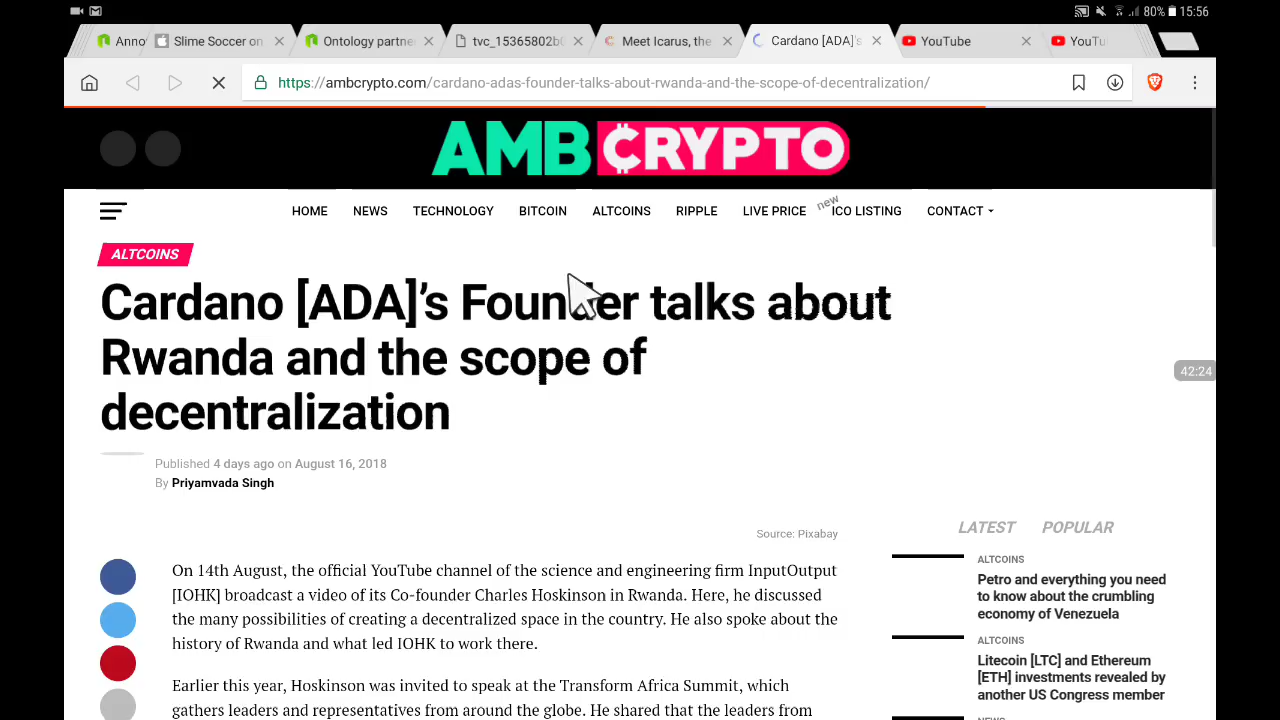 80% 15:56
Anno
Slime Soccer on
Ontology partne
tvc_15365802b0
Meet Icarus, the
Cardano [ADA]'s
YouTube
YouTu
https://ambcrypto.com/cardano-adas-founder-talks-about-rwanda-and-the-scope-of-decentralization/
AMBCRYPTO
HOME NEWS TECHNOLOGY BITCOIN ALTCOINS RIPPLE LIVE PRICE new ICO LISTING CONTACT
ALTCOINS
Cardano [ADA]’s Founder talks about
Rwanda and the scope of
decentralization
42:24
Published 4 days ago on August 16, 2018
By Priyamvada Singh
Source: Pixabay
On 14th August, the official YouTube channel of the science and engineering firm InputOutput
[IOHK] broadcast a video of its Co-founder Charles Hoskinson in Rwanda. Here, he discussed
the many possibilities of creating a decentralized space in the country. He also spoke about the
history of Rwanda and what led IOHK to work there.
Earlier this year, Hoskinson was invited to speak at the Transform Africa Summit, which
gathers leaders and representatives from around the globe. He shared that the leaders from
LATEST POPULAR
ALTCOINS
Petro and everything you need
to know about the crumbling
economy of Venezuela
ALTCOINS
Litecoin [LTC] and Ethereum
[ETH] investments revealed by
another US Congress member
NEWS